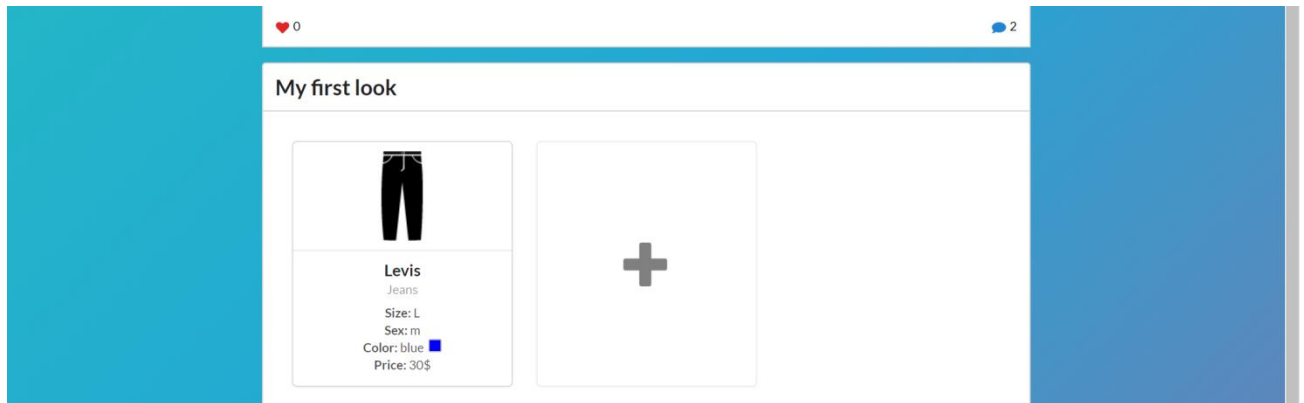 0
2
My first look
Levis
Jeans
Size: L
Sex: m
Color: blue
Price: 30$